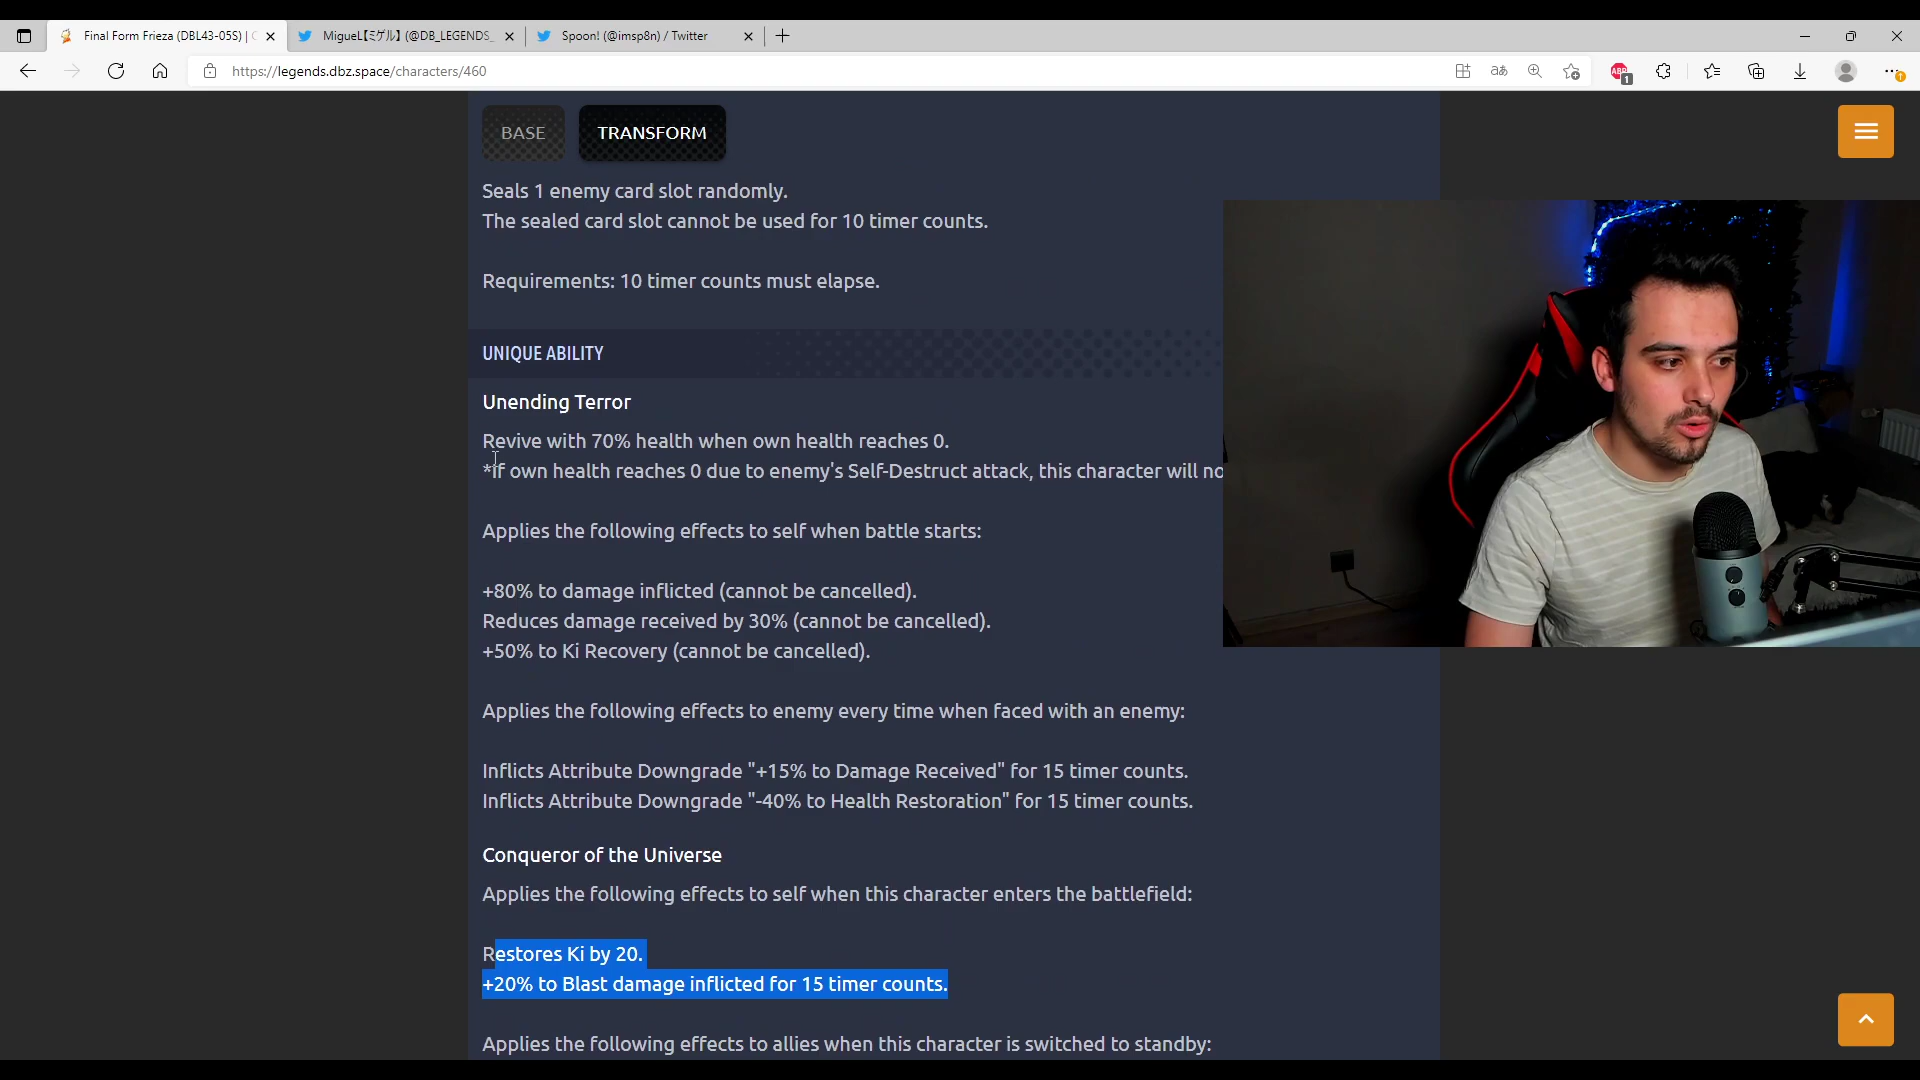 Final Form Frieza (DBL43-05S) |
MigueL【ミゲル】 (@DB_LEGENDS_
Spoon! (@imsp8n) / Twitter
https://legends.dbz.space/characters/460
BASE
TRANSFORM
Seals 1 enemy card slot randomly.
The sealed card slot cannot be used for 10 timer counts.
Requirements: 10 timer counts must elapse.
UNIQUE ABILITY
Unending Terror
Revive with 70% health when own health reaches 0.
*If own health reaches 0 due to enemy's Self-Destruct attack, this character will no
Applies the following effects to self when battle starts:
+80% to damage inflicted (cannot be cancelled).
Reduces damage received by 30% (cannot be cancelled).
+50% to Ki Recovery (cannot be cancelled).
Applies the following effects to enemy every time when faced with an enemy:
Inflicts Attribute Downgrade "+15% to Damage Received" for 15 timer counts.
Inflicts Attribute Downgrade "-40% to Health Restoration" for 15 timer counts.
Conqueror of the Universe
Applies the following effects to self when this character enters the battlefield:
Restores Ki by 20.
+20% to Blast damage inflicted for 15 timer counts.
Applies the following effects to allies when this character is switched to standby: